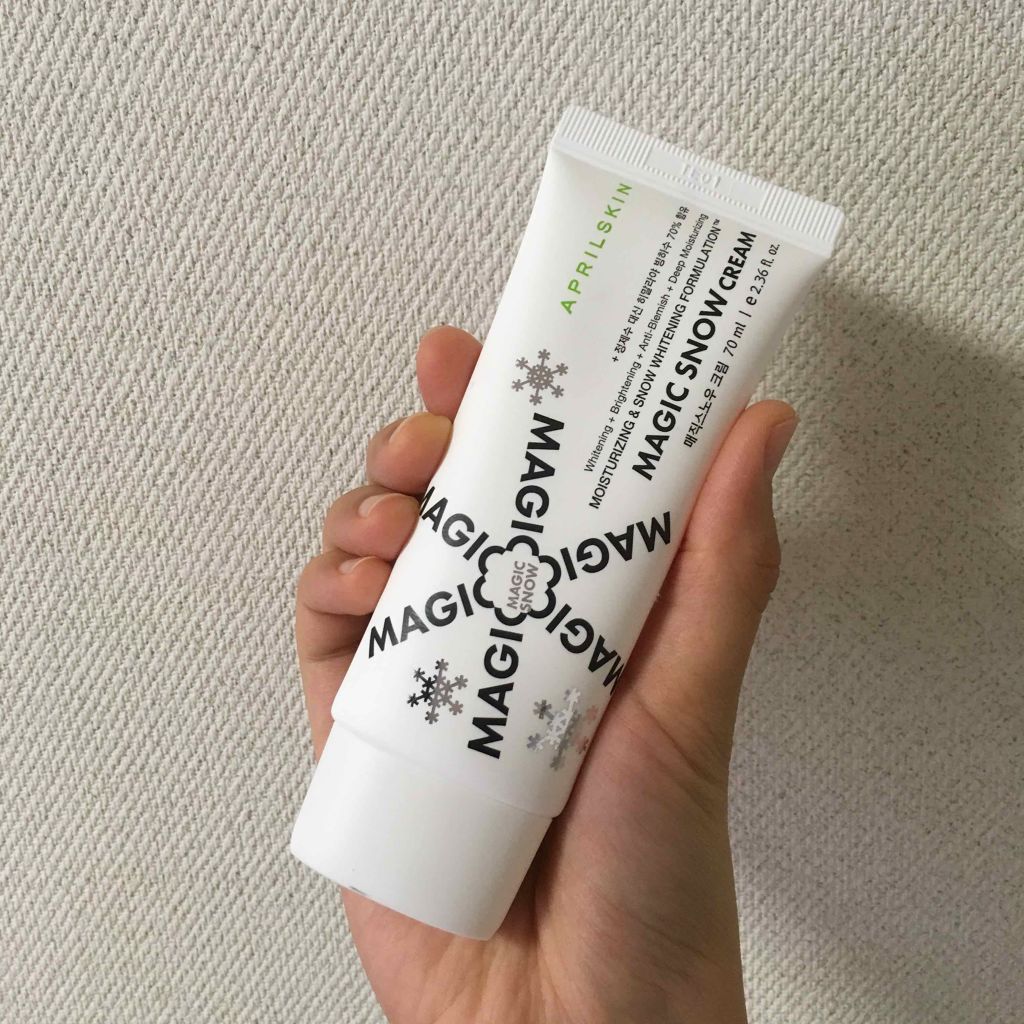 APRILSKIN
+ 정제수 대신 히말라야 빙하수 70% 함유
Whitening + Brightening + Anti-Blemish + Deep Moisturizing
MOISTURIZING & SNOW WHITENING FORMULATION™
MAGIC SNOW CREAM
매직스노우 크림 70 ml | e 2.36 fl. oz.
MAGIC
MAGIC
MAGIC
MAGIC
MAGIC
MAGIC
MAGIC
SNOW